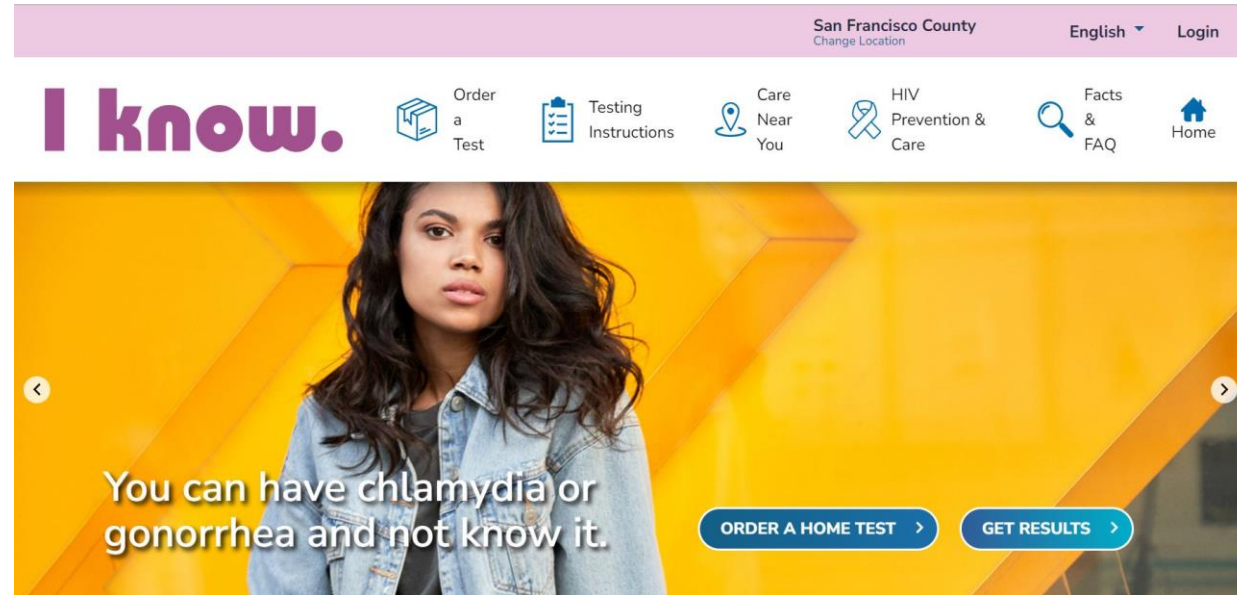 San Francisco County
Change Location
English
Login
I know.
Order
a
Test
Testing
Instructions
Care
Near
You
HIV
Prevention &
Care
Facts
&
FAQ
Home
You can have chlamydia or
gonorrhea and not know it.
ORDER A HOME TEST
GET RESULTS